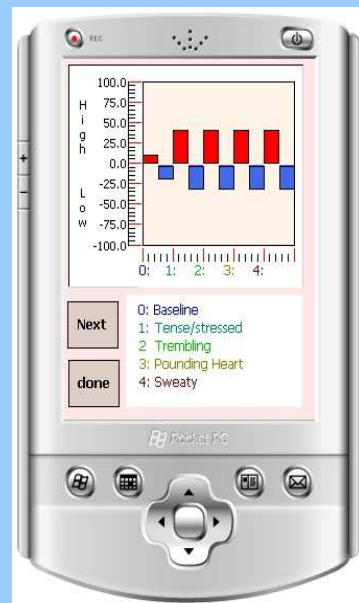 REC
High
Low
100.0
75.0
50.0
25.0
0.0
-25.0
-50.0
-75.0
-100.0
0: 1: 2: 3: 4:
Next
done
0: Baseline
1: Tense/stressed
2 Trembling
3: Pounding Heart
4: Sweaty
Pocket PC
+
−